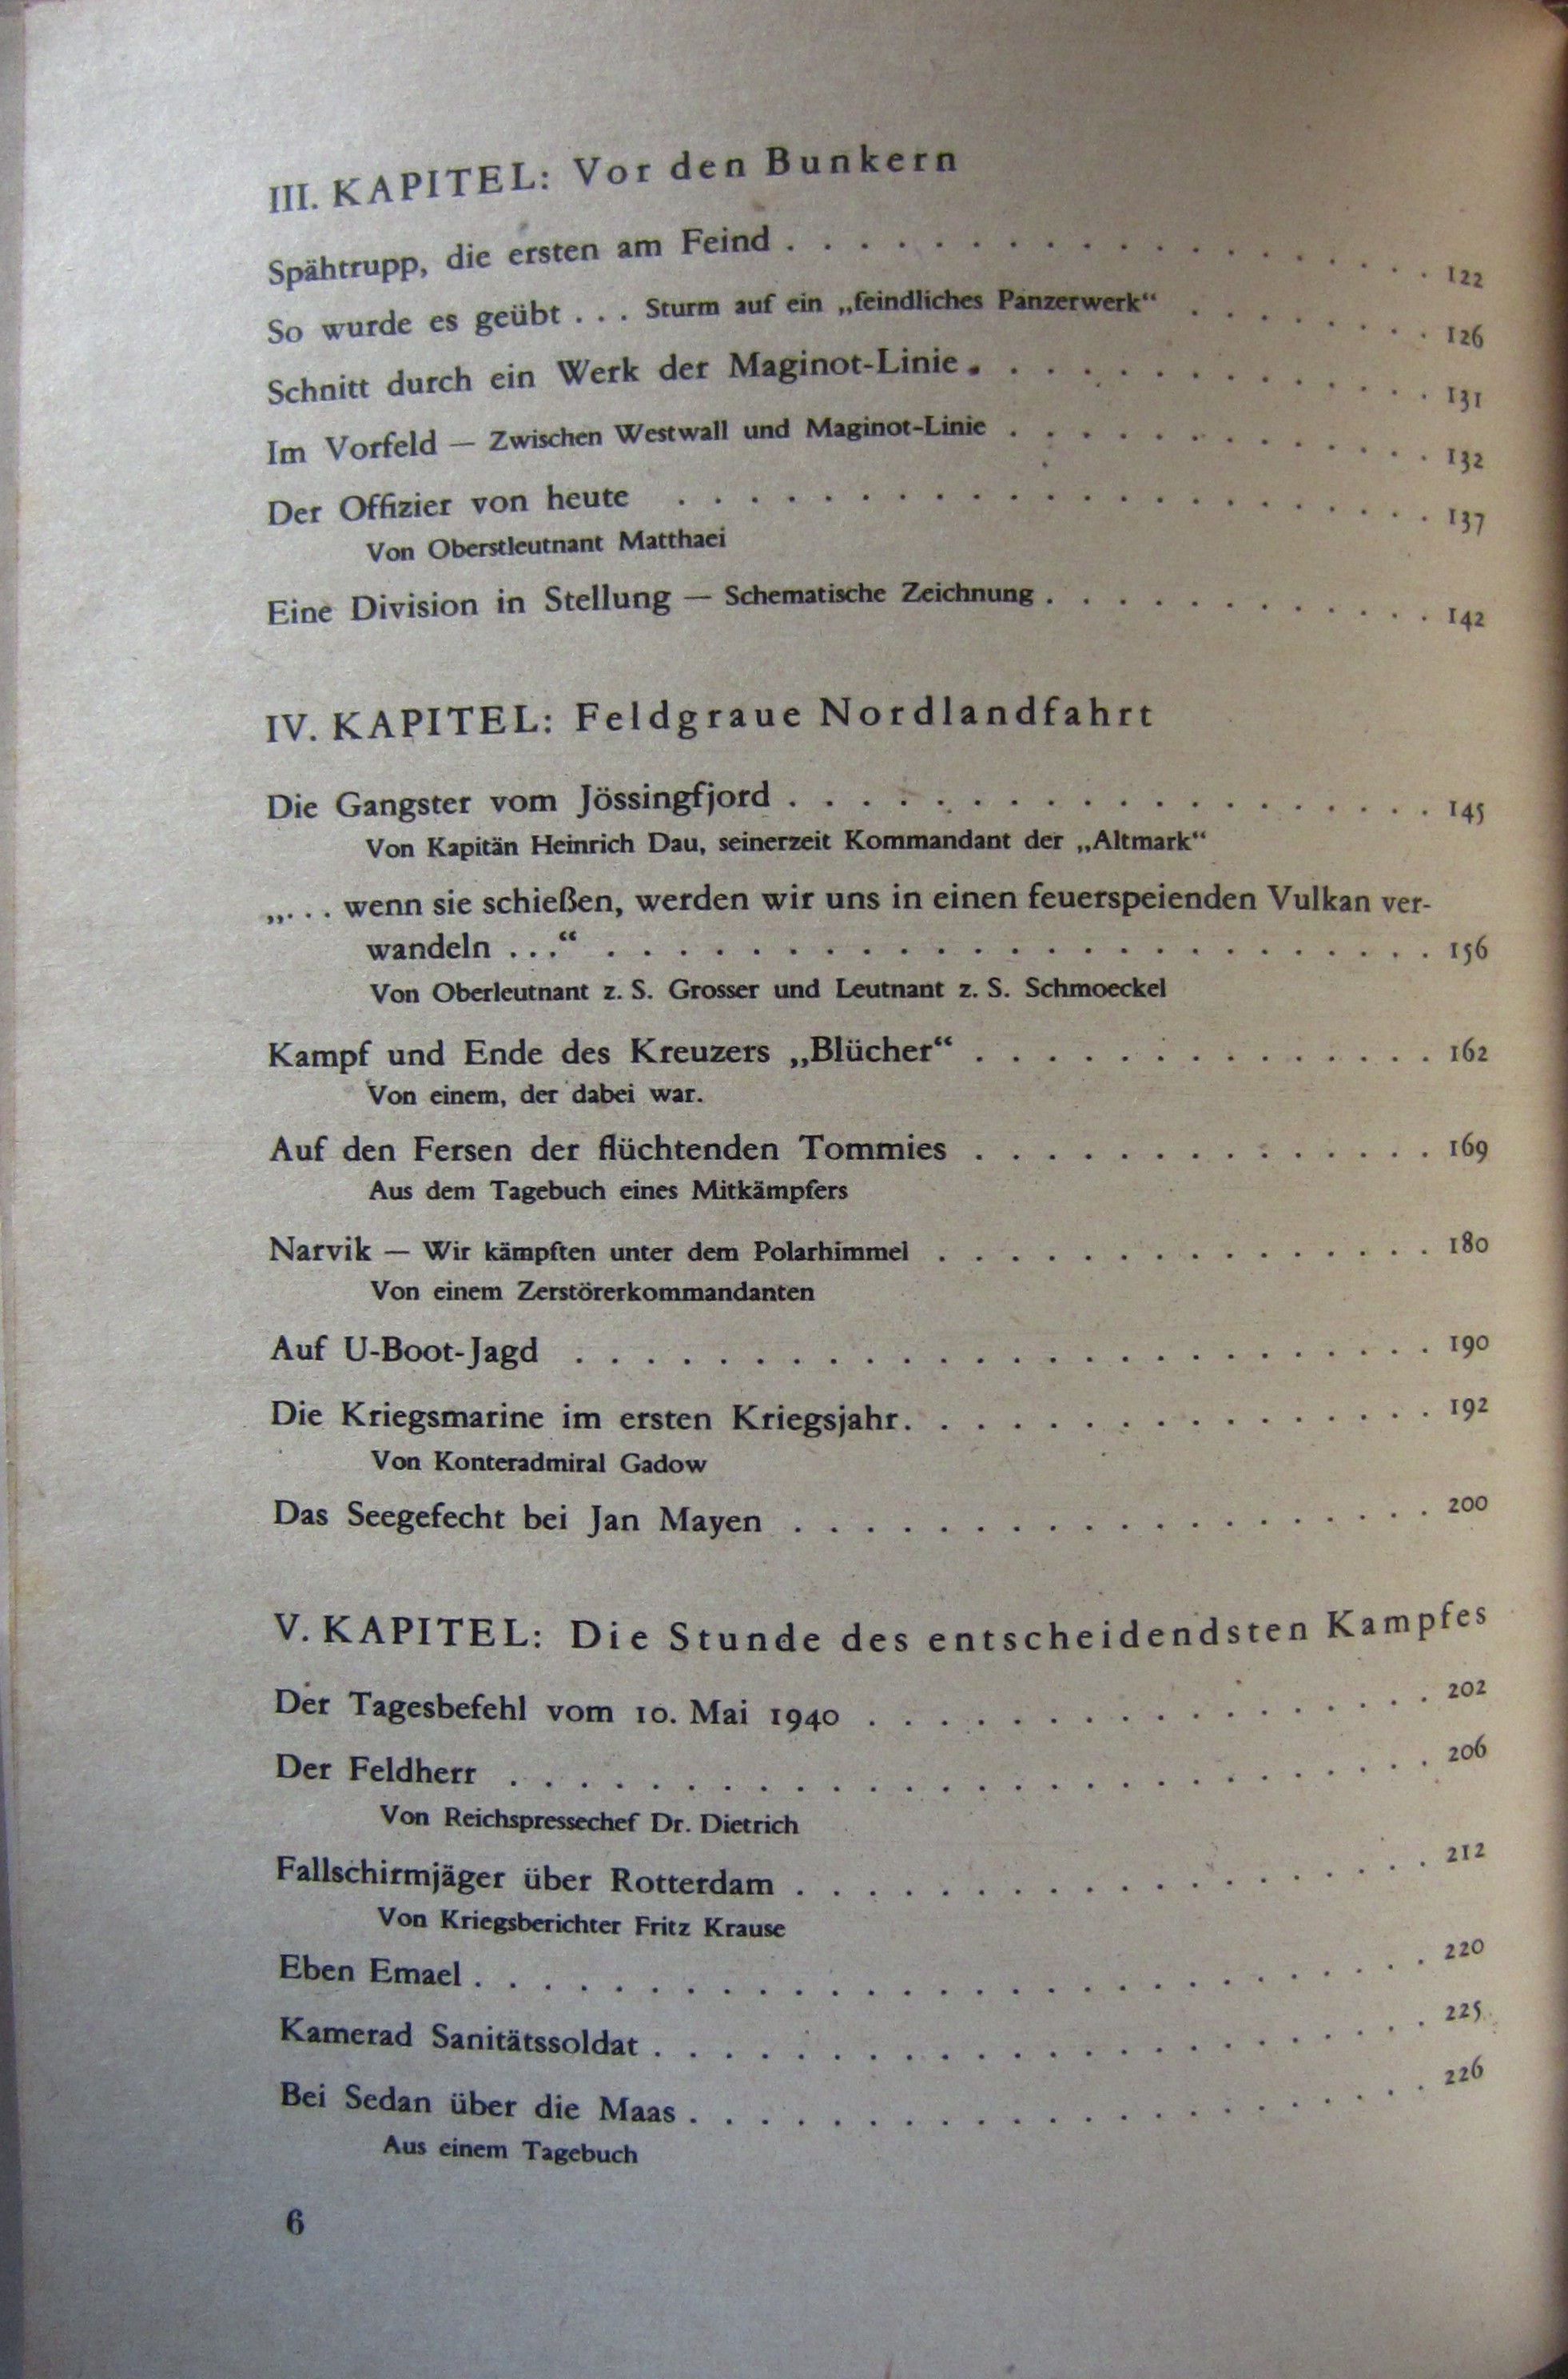 III. KAPITEL: Vor den Bunkern
Spähtrupp, die ersten am Feind . . . . . . . . . . . . . . . . . . 122
So wurde es geübt . . . Sturm auf ein „feindliches Panzerwerk“ . . . . . . . . 126
Schnitt durch ein Werk der Maginot-Linie . . . . . . . . . . . . . 131
Im Vorfeld — Zwischen Westwall und Maginot-Linie . . . . . . . . . . . . 132
Der Offizier von heute . . . . . . . . . . . . . . . . . . . . . 137
Von Oberstleutnant Matthaei
Eine Division in Stellung — Schematische Zeichnung . . . . . . . . . . . 142
IV. KAPITEL: Feldgraue Nordlandfahrt
Die Gangster vom Jössingfjord . . . . . . . . . . . . . . . . . . 145
Von Kapitän Heinrich Dau, seinerzeit Kommandant der „Altmark“
„. . . wenn sie schießen, werden wir uns in einen feuerspeienden Vulkan ver-
wandeln . . .“ . . . . . . . . . . . . . . . . . . . . . . . 156
Von Oberleutnant z. S. Grosser und Leutnant z. S. Schmoeckel
Kampf und Ende des Kreuzers „Blücher“ . . . . . . . . . . . . . 162
Von einem, der dabei war.
Auf den Fersen der flüchtenden Tommies . . . . . . . . . . . . . 169
Aus dem Tagebuch eines Mitkämpfers
Narvik — Wir kämpften unter dem Polarhimmel . . . . . . . . . . . . . . 180
Von einem Zerstörerkommandanten
Auf U-Boot-Jagd . . . . . . . . . . . . . . . . . . . . . . . . 190
Die Kriegsmarine im ersten Kriegsjahr . . . . . . . . . . . . . . . 192
Von Konteradmiral Gadow
Das Seegefecht bei Jan Mayen . . . . . . . . . . . . . . . . . . 200
V. KAPITEL: Die Stunde des entscheidendsten Kampfes
Der Tagesbefehl vom 10. Mai 1940 . . . . . . . . . . . . . . . . 202
Der Feldherr . . . . . . . . . . . . . . . . . . . . . . . . . . 206
Von Reichspressechef Dr. Dietrich
Fallschirmjäger über Rotterdam . . . . . . . . . . . . . . . . . . 212
Von Kriegsberichter Fritz Krause
Eben Emael . . . . . . . . . . . . . . . . . . . . . . . . . . . 220
Kamerad Sanitätssoldat . . . . . . . . . . . . . . . . . . . . . . 225
Bei Sedan über die Maas . . . . . . . . . . . . . . . . . . . . . 226
Aus einem Tagebuch
6